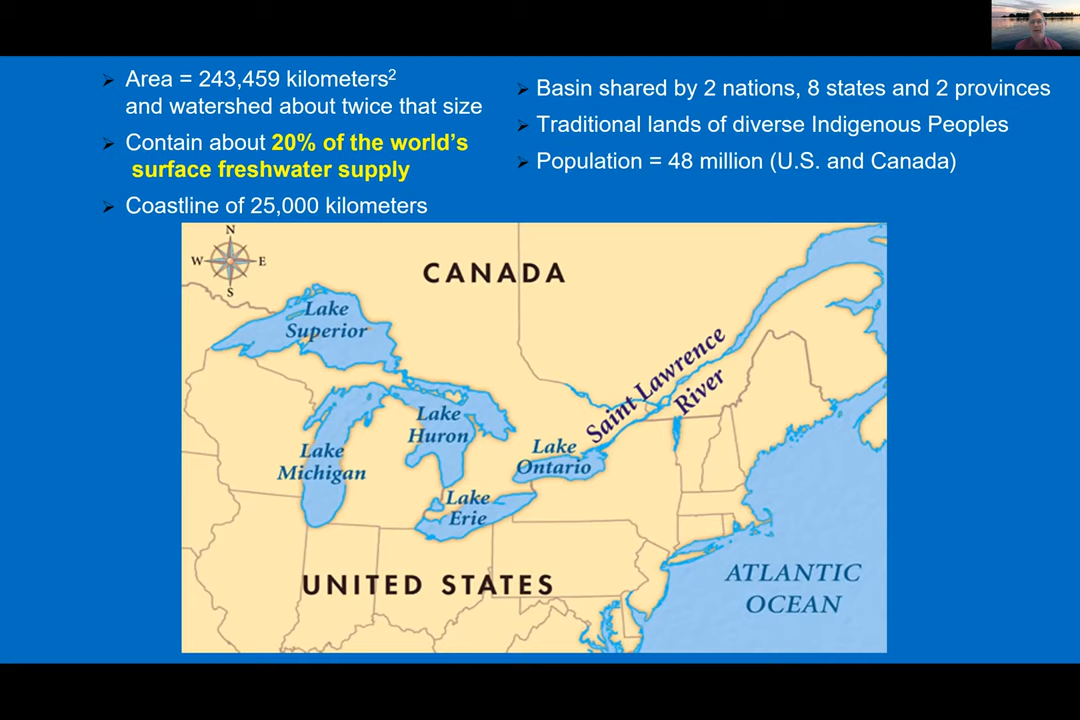 Area = 243,459 kilometers²
and watershed about twice that size
Contain about 20% of the world's
surface freshwater supply
Coastline of 25,000 kilometers
Basin shared by 2 nations, 8 states and 2 provinces
Traditional lands of diverse Indigenous Peoples
Population = 48 million (U.S. and Canada)
N
W E
S
CANADA
Lake
Superior
Saint Lawrence
River
Lake
Huron
Lake
Michigan
Lake
Ontario
Lake
Erie
UNITED STATES
ATLANTIC
OCEAN